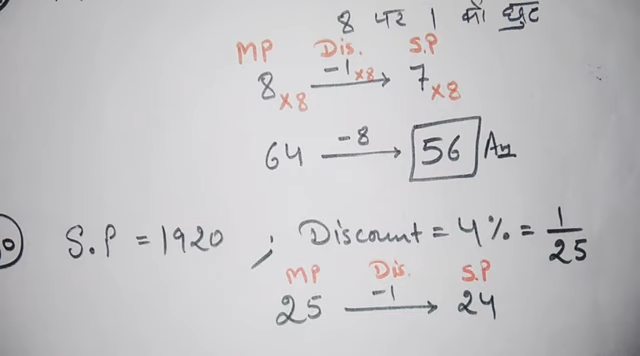 8 पर 1 की छुट
MP Dis. S.P
8×8 -1×8→ 7×8
64 -8→ 56 Ans
S.P = 1920 ; Discount = 4% = 1/25
MP Dis. S.P
25 -1→ 24